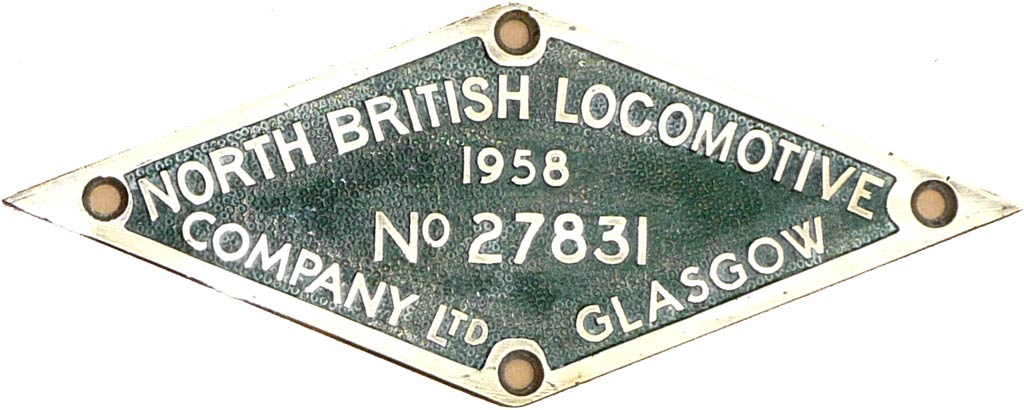 NORTH BRITISH LOCOMOTIVE
1958
No 27831
COMPANY LTD
GLASGOW